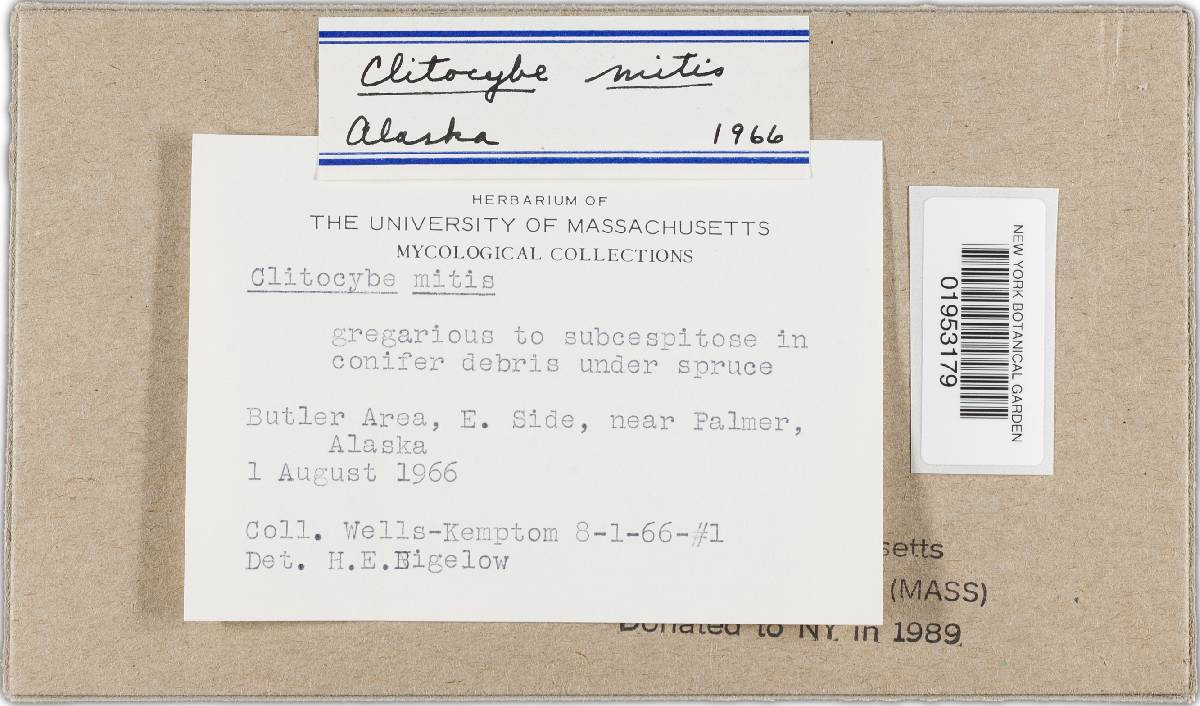 Clitocybe mitis
Alaska 1966
HERBARIUM OF
THE UNIVERSITY OF MASSACHUSETTS
MYCOLOGICAL COLLECTIONS
Clitocybe mitis
gregarious to subcespitose in
conifer debris under spruce
Butler Area, E. Side, near Palmer,
Alaska
1 August 1966
Coll. Wells-Kemptom 8-1-66-#1
Det. H.E.Bigelow
NEW YORK BOTANICAL GARDEN
01953179
setts
(MASS)
Donated to NY in 1989